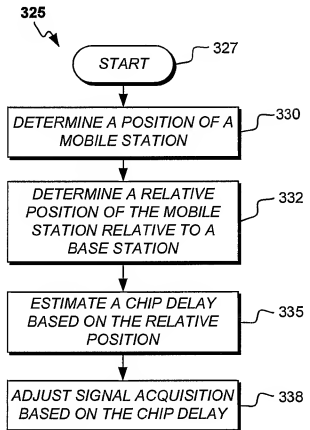 325
START
327
DETERMINE A POSITION OF A
MOBILE STATION
330
DETERMINE A RELATIVE
POSITION OF THE MOBILE
STATION RELATIVE TO A
BASE STATION
332
ESTIMATE A CHIP DELAY
BASED ON THE RELATIVE
POSITION
335
ADJUST SIGNAL ACQUISITION
BASED ON THE CHIP DELAY
338